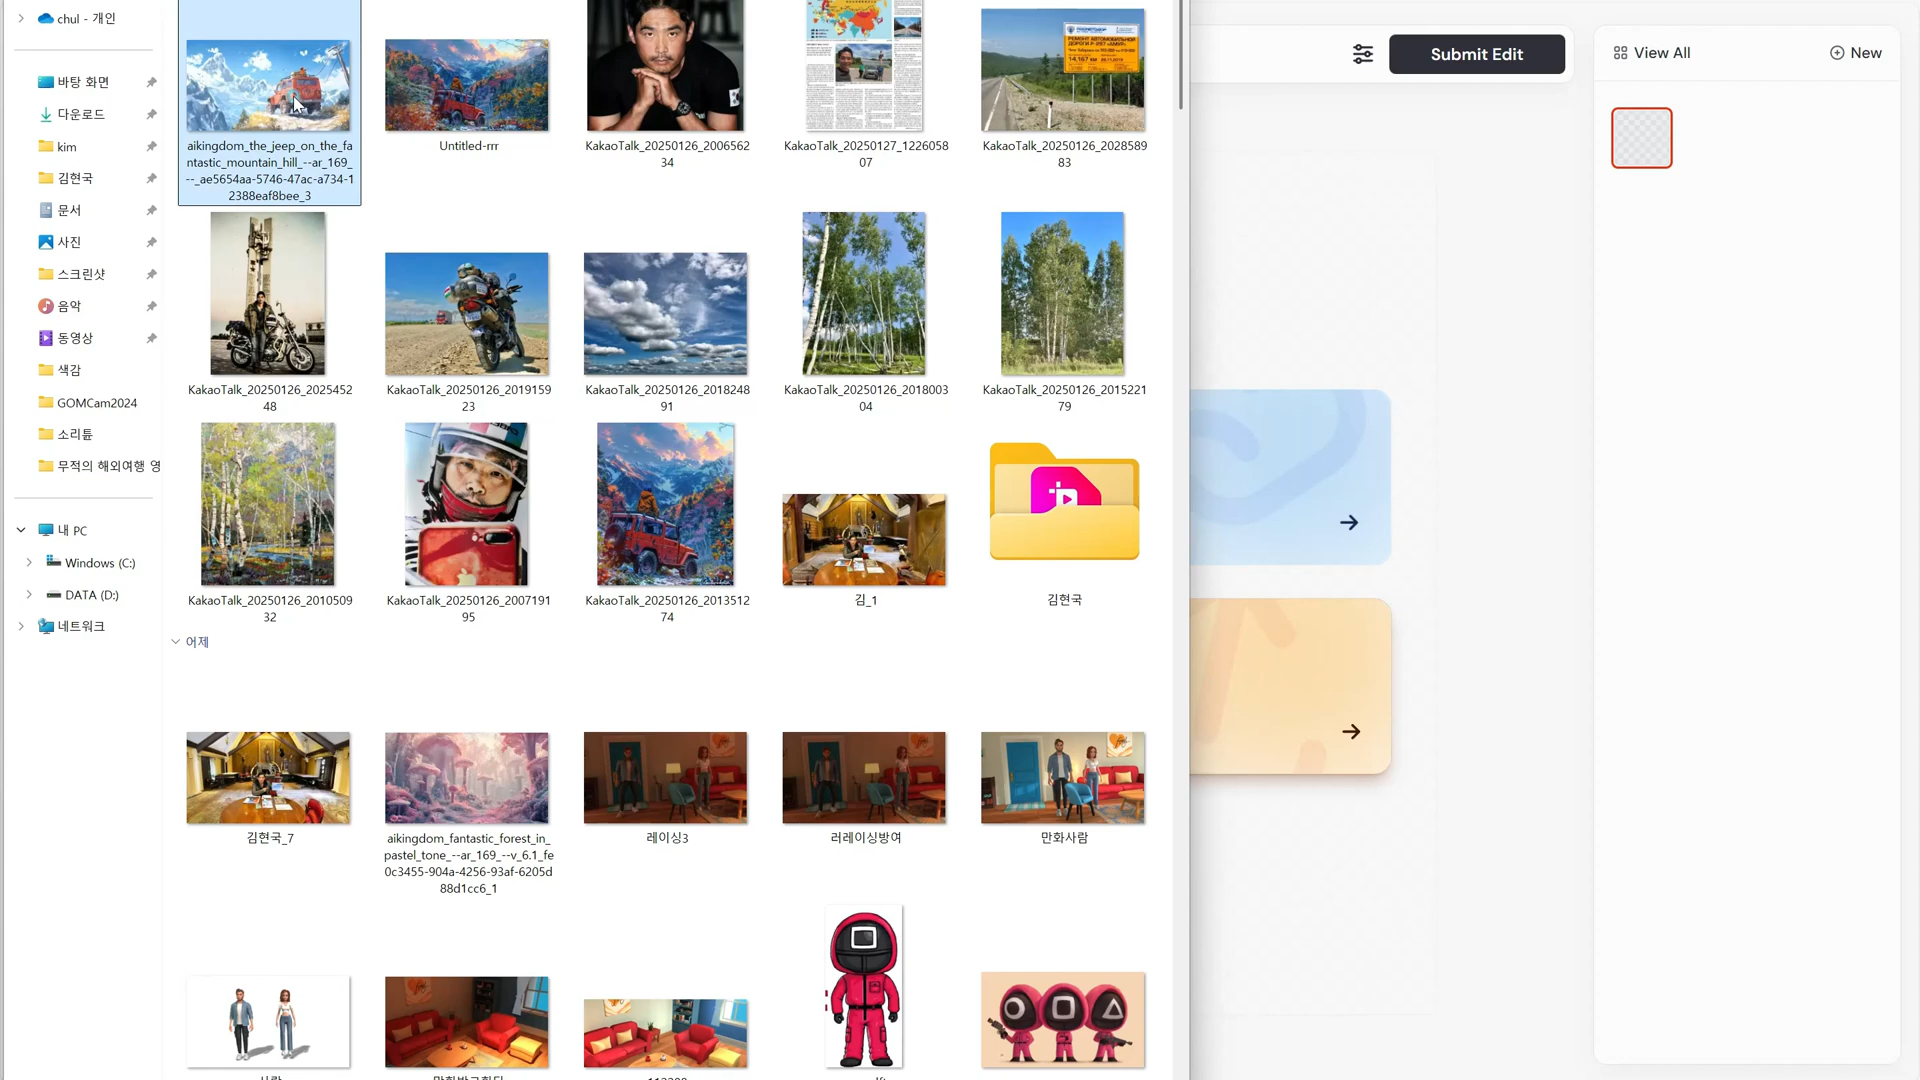 chul - 개인
바탕 화면
다운로드
kim
김현국
문서
사진
스크린샷
음악
동영상
색감
GOMCam2024
소리튠
무적의 해외여행 영
내 PC
Windows (C:)
DATA (D:)
네트워크
aikingdom_the_jeep_on_the_fa
ntastic_mountain_hill_--ar_169_
--_ae5654aa-5746-47ac-a734-1
2388eaf8bee_3
Untitled-rrr
KakaoTalk_20250126_2006562
34
KakaoTalk_20250127_1226058
07
KakaoTalk_20250126_2028589
83
KakaoTalk_20250126_2025452
48
KakaoTalk_20250126_2019159
23
KakaoTalk_20250126_2018248
91
KakaoTalk_20250126_2018003
04
KakaoTalk_20250126_2015221
79
KakaoTalk_20250126_2010509
32
KakaoTalk_20250126_2007191
95
KakaoTalk_20250126_2013512
74
김_1
김현국
어제
김현국_7
aikingdom_fantastic_forest_in_
pastel_tone_--ar_169_--v_6.1_fe
0c3455-904a-4256-93af-6205d
88d1cc6_1
레이싱3
러레이싱방여
만화사람
Submit Edit
View All
New